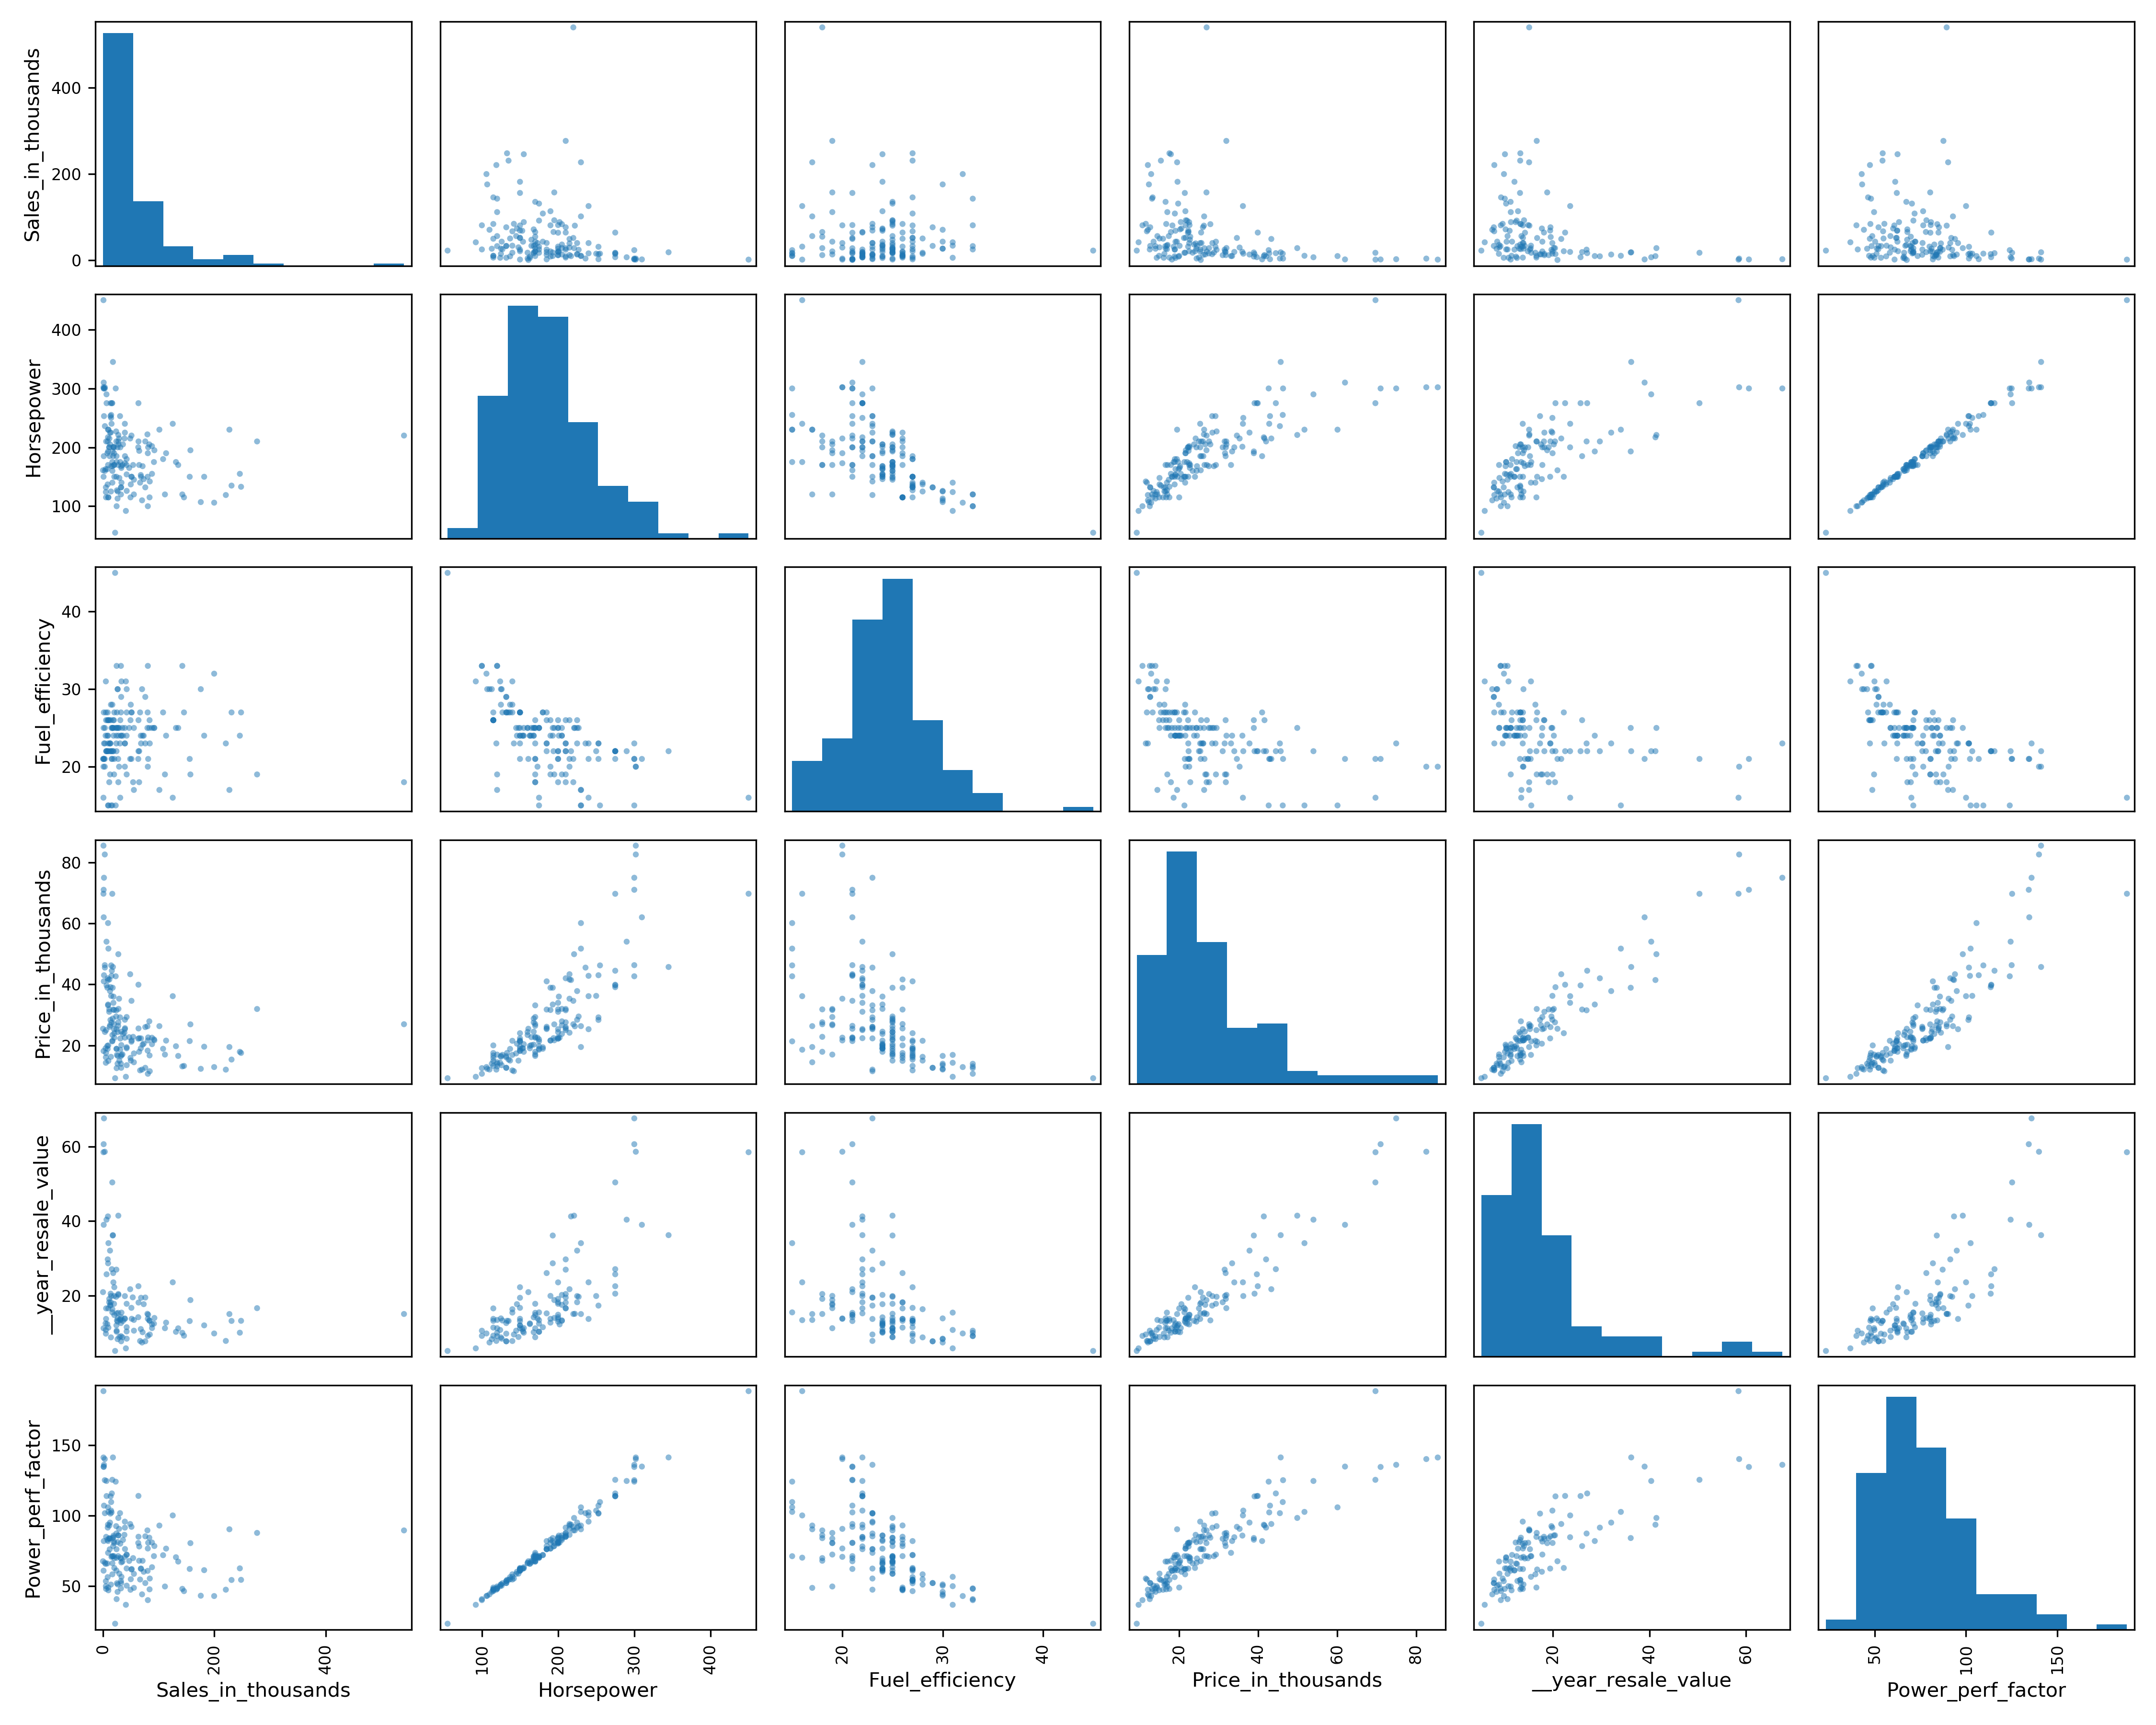 Sales_in_thousands
400
200
0
Horsepower
400
300
200
100
Fuel_efficiency
40
30
20
Price_in_thousands
80
60
40
20
__year_resale_value
60
40
20
Power_perf_factor
150
100
50
0 200 400
Sales_in_thousands
100 200 300 400
Horsepower
20 30 40
Fuel_efficiency
20 40 60 80
Price_in_thousands
20 40 60
__year_resale_value
50 100 150
Power_perf_factor